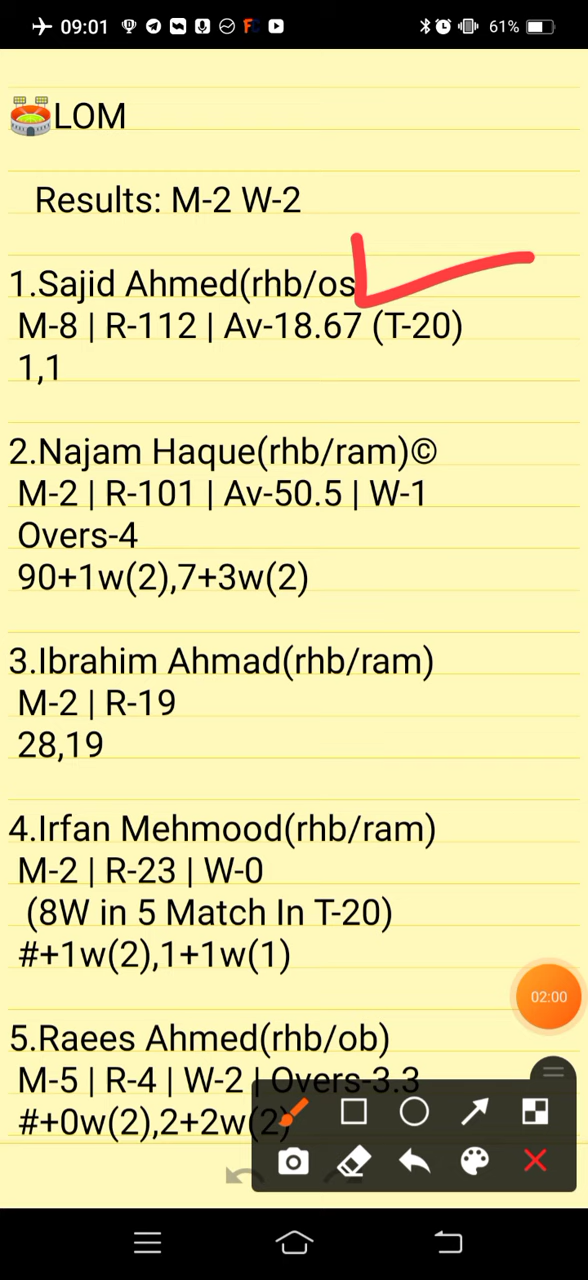 09:01
61%
LOM
Results: M-2 W-2
1.Sajid Ahmed(rhb/os
M-8 | R-112 | Av-18.67 (T-20)
1,1
2.Najam Haque(rhb/ram)©
M-2 | R-101 | Av-50.5 | W-1
Overs-4
90+1w(2),7+3w(2)
3.Ibrahim Ahmad(rhb/ram)
M-2 | R-19
28,19
4.Irfan Mehmood(rhb/ram)
M-2 | R-23 | W-0
(8W in 5 Match In T-20)
#+1w(2),1+1w(1)
02:00
5.Raees Ahmed(rhb/ob)
M-5 | R-4 | W-2 | Overs-3.3
#+0w(2),2+2w(2)